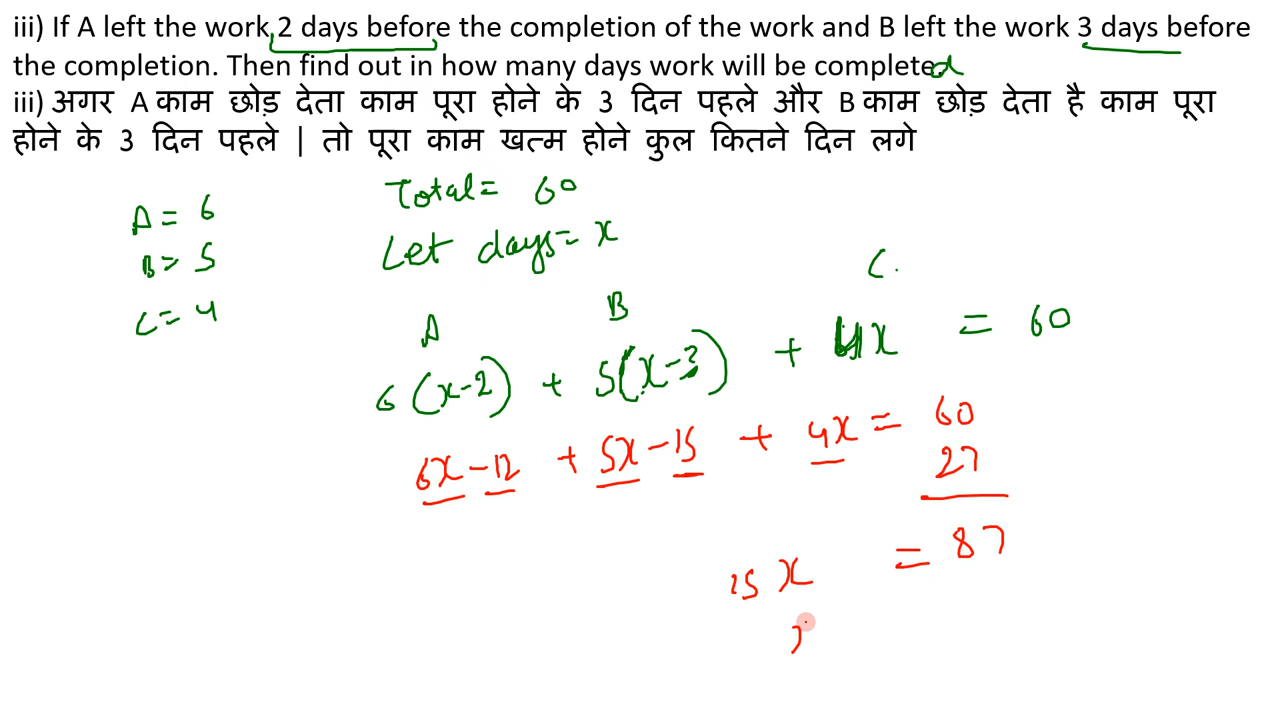 iii) If A left the work 2 days before the completion of the work and B left the work 3 days before
the completion. Then find out in how many days work will be completed
iii) अगर A काम छोड़ देता काम पूरा होने के 3 दिन पहले और B काम छोड़ देता है काम पूरा
होने के 3 दिन पहले | तो पूरा काम खत्म होने कुल कितने दिन लगे
Total = 60
A = 6
Let days = x
B = 5
C = 4
A B C
6 (x-2) + 5(x-3) + 4x = 60
6x - 12 + 5x - 15 + 4x = 60
27
15 x = 87